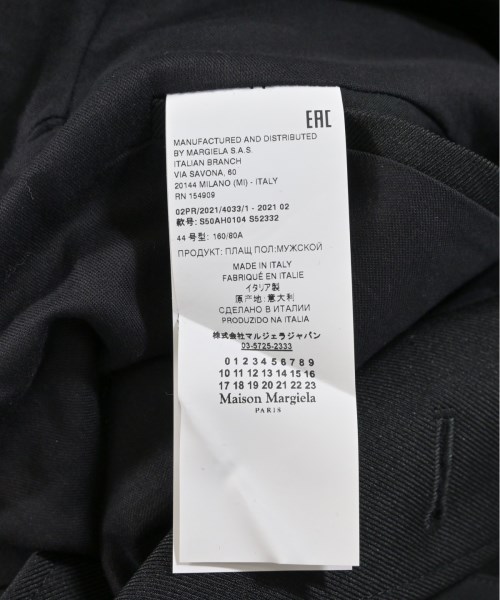 EAC
MANUFACTURED AND DISTRIBUTED
BY MARGIELA S.A.S.
ITALIAN BRANCH
VIA SAVONA, 60
20144 MILANO (MI) - ITALY
RN 154909
02PR/2021/4033/1 - 2021 02
款号: S50AH0104 S52332
44 号型: 160/80A
ПРОДУКТ: ПЛАЩ ПОЛ:МУЖСКОЙ
MADE IN ITALY
FABRIQUÉ EN ITALIE
イタリア製
原产地: 意大利
СДЕЛАНО В ИТАЛИИ
PRODUZIDO NA ITALIA
株式会社マルジェラジャパン
03-5725-2333
0 1 2 3 4 5 6 7 8 9
10 11 12 13 14 15 16
17 18 19 20 21 22 23
Maison Margiela
PARIS